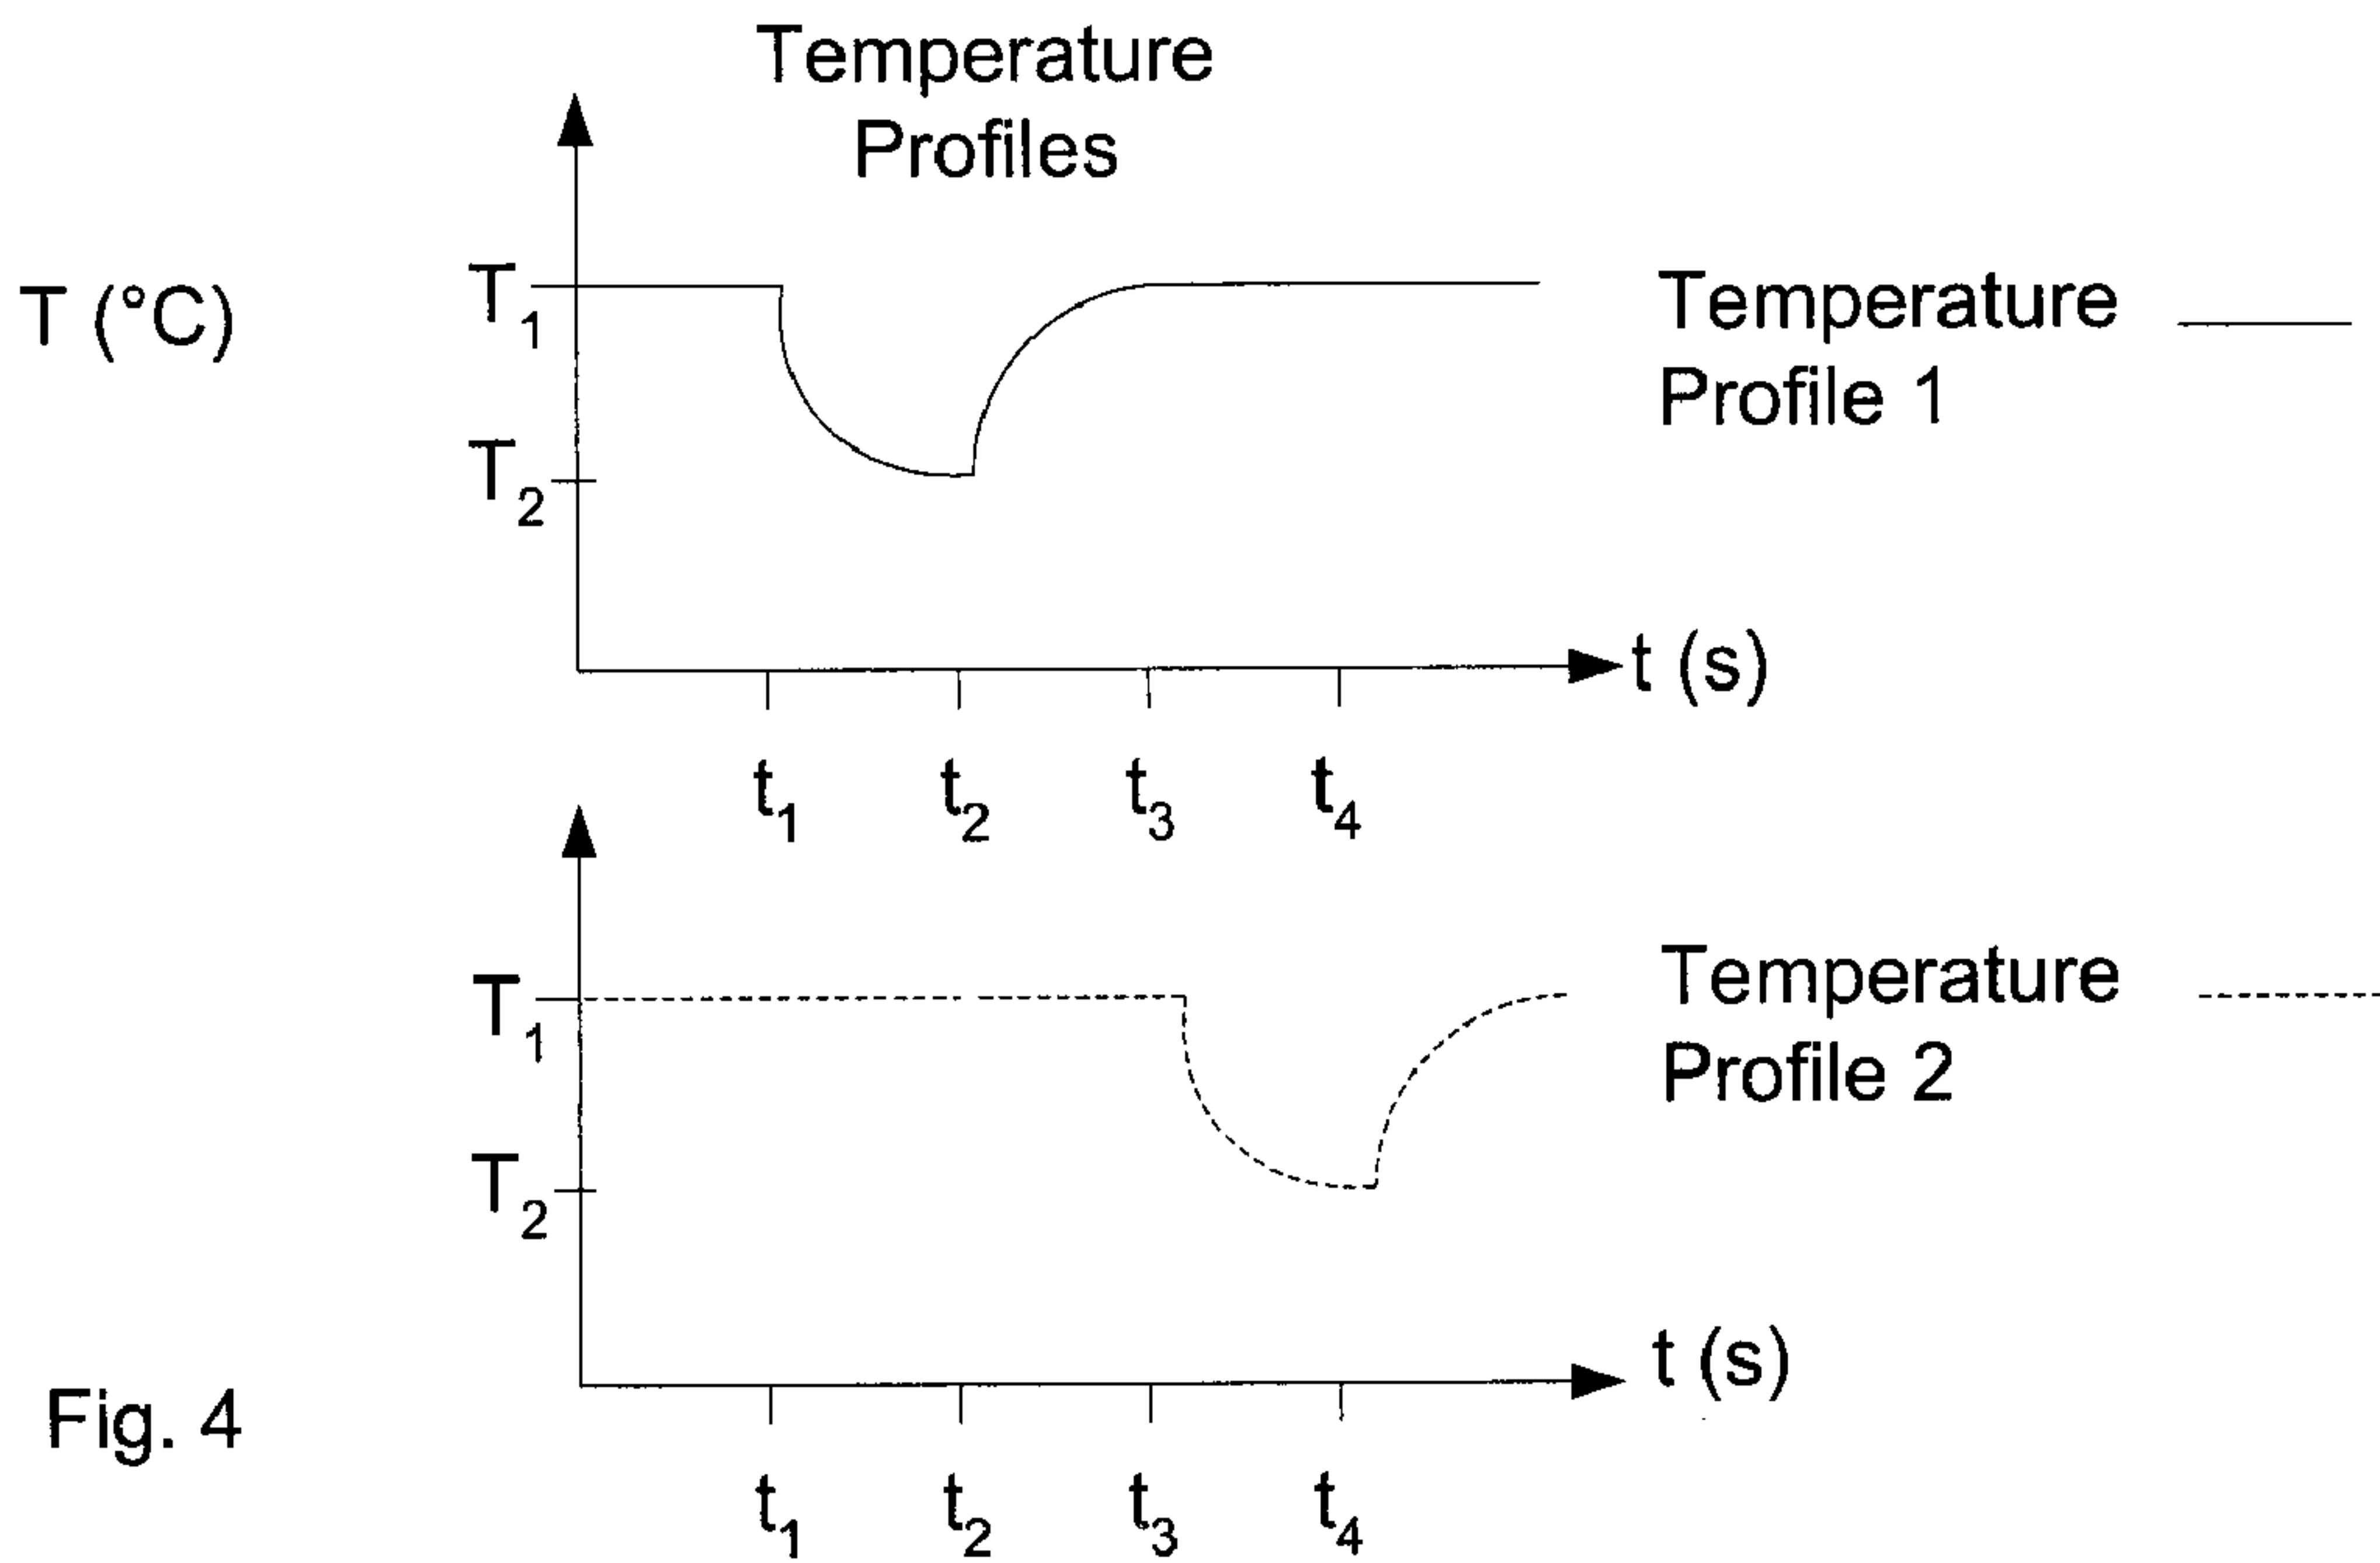 Temperature
Profiles
T (°C)
T₁
T₂
Temperature
Profile 1
t (s)
t₁ t₂ t₃ t₄
T₁
T₂
Temperature
Profile 2
t (s)
t₁ t₂ t₃ t₄
Fig. 4